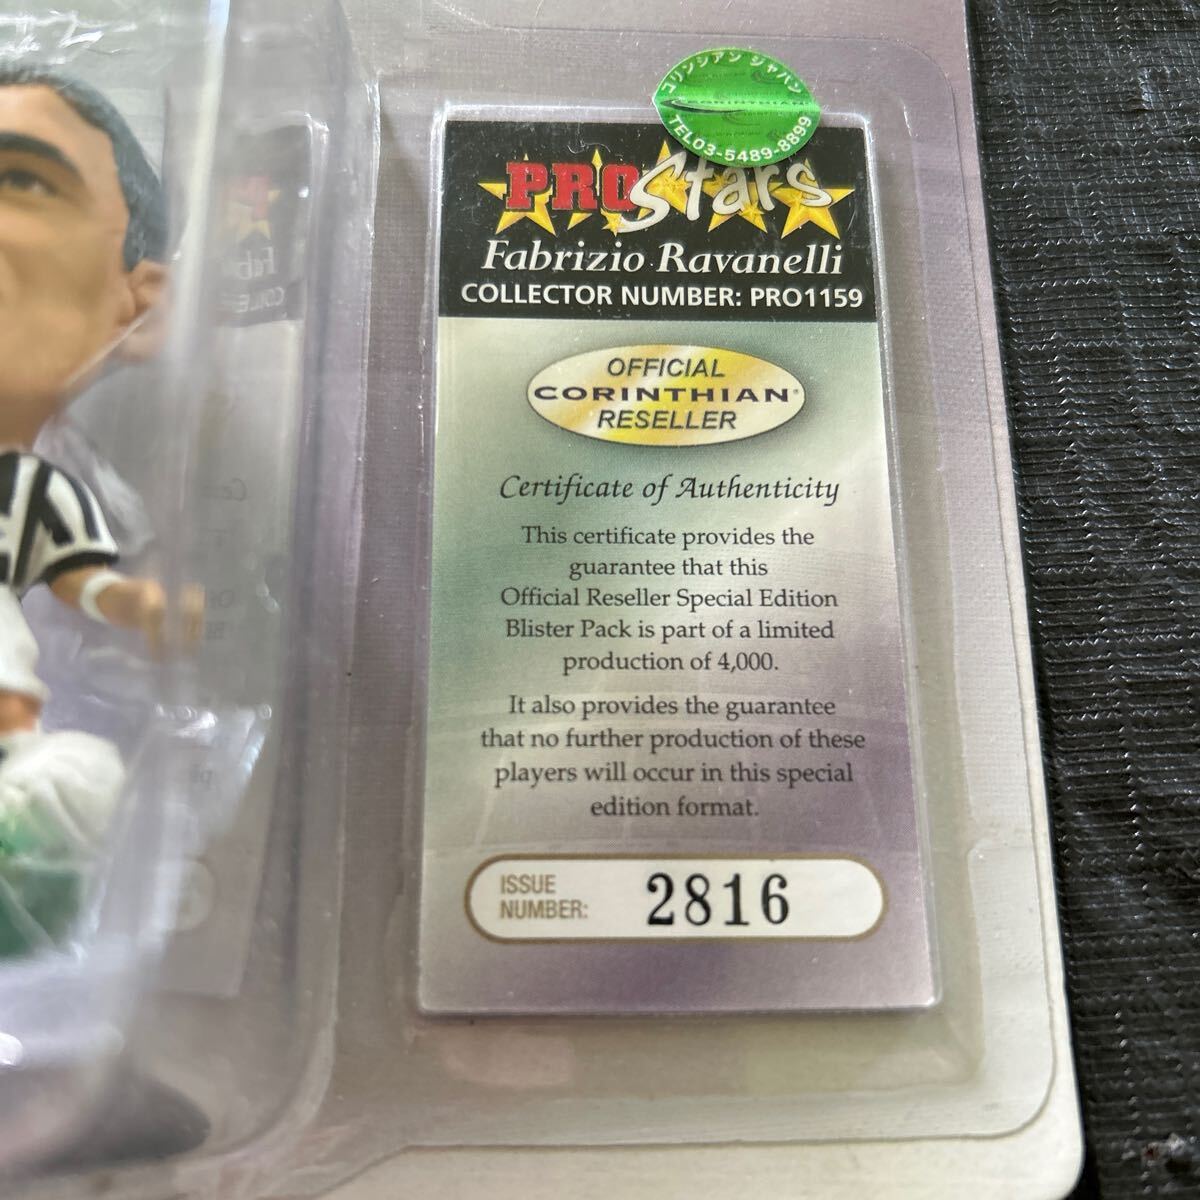 コリンシアン ジャパン
CORINTHIAN
TEL03-5489-8899
PROStars
Fabrizio Ravanelli
COLLECTOR NUMBER: PRO1159
OFFICIAL
CORINTHIAN®
RESELLER
Certificate of Authenticity
This certificate provides the
guarantee that this
Official Reseller Special Edition
Blister Pack is part of a limited
production of 4,000.
It also provides the guarantee
that no further production of these
players will occur in this special
edition format.
ISSUE
NUMBER:
2816